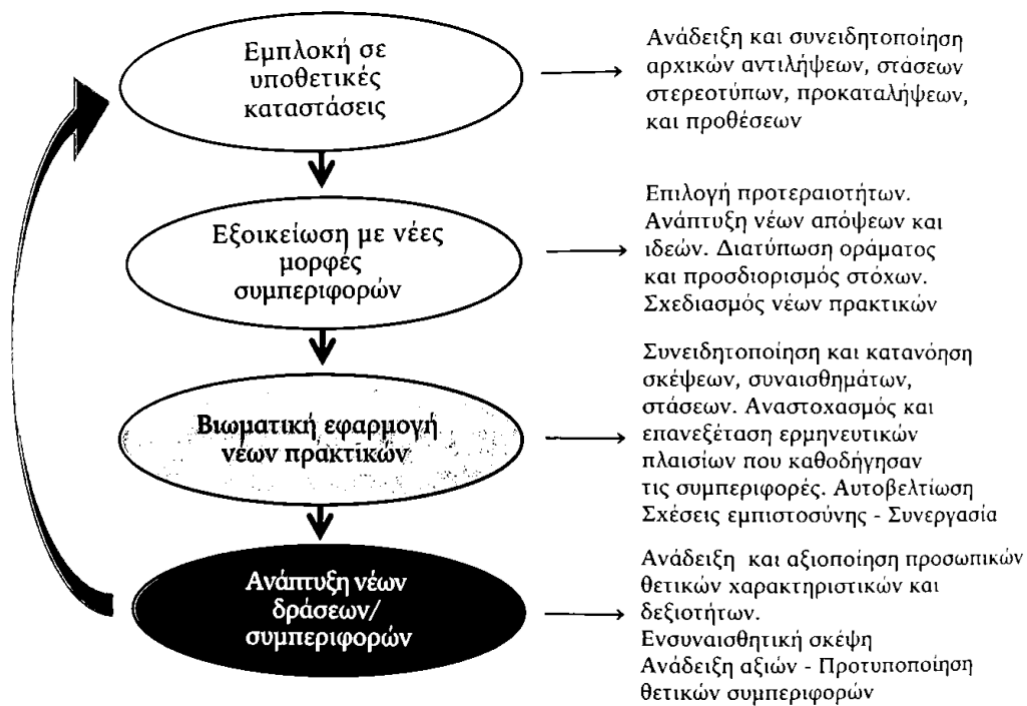 Εμπλοκή σε
υποθετικές
καταστάσεις
Ανάδειξη και συνειδητοποίηση
αρχικών αντιλήψεων, στάσεων
στερεοτύπων, προκαταλήψεων,
και προθέσεων
Εξοικείωση με νέες
μορφές
συμπεριφορών
Επιλογή προτεραιοτήτων.
Ανάπτυξη νέων απόψεων και
ιδεών. Διατύπωση οράματος
και προσδιορισμός στόχων.
Σχεδιασμός νέων πρακτικών
Βιωματική εφαρμογή
νέων πρακτικών
Συνειδητοποίηση και κατανόηση
σκέψεων, συναισθημάτων,
στάσεων. Αναστοχασμός και
επανεξέταση ερμηνευτικών
πλαισίων που καθοδήγησαν
τις συμπεριφορές. Αυτοβελτίωση
Σχέσεις εμπιστοσύνης - Συνεργασία
Ανάπτυξη νέων
δράσεων/
συμπεριφορών
Ανάδειξη και αξιοποίηση προσωπικών
θετικών χαρακτηριστικών και
δεξιοτήτων.
Ενσυναισθητική σκέψη
Ανάδειξη αξιών - Προτυποποίηση
θετικών συμπεριφορών